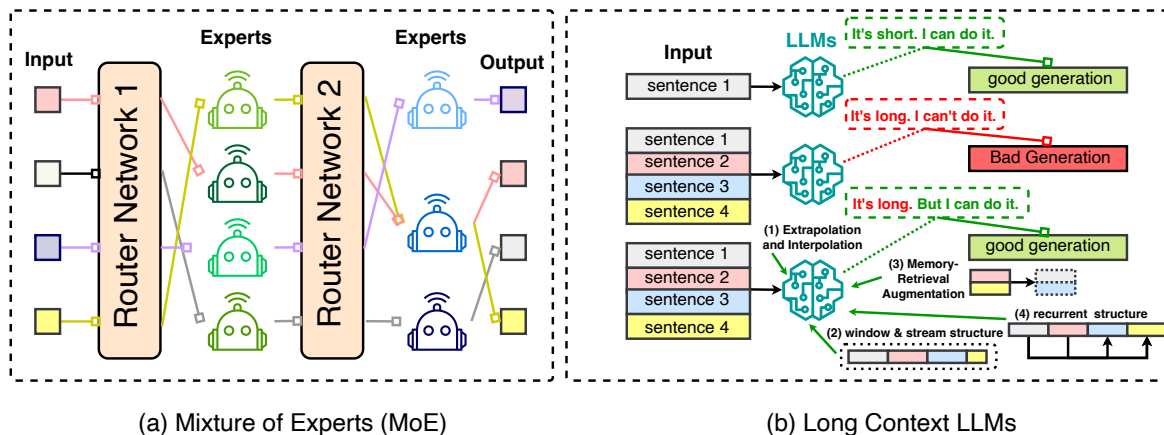 Input
Experts
Experts
Output
Router Network 1
Router Network 2
(a) Mixture of Experts (MoE)
Input
LLMs
It's short. I can do it.
sentence 1
good generation
It's long. I can't do it.
sentence 1
sentence 2
sentence 3
sentence 4
Bad Generation
It's long. But I can do it.
(1) Extrapolation
and Interpolation
sentence 1
sentence 2
sentence 3
sentence 4
good generation
(3) Memory-
Retrieval
Augmentation
(4) recurrent structure
(2) window & stream structure
(b) Long Context LLMs